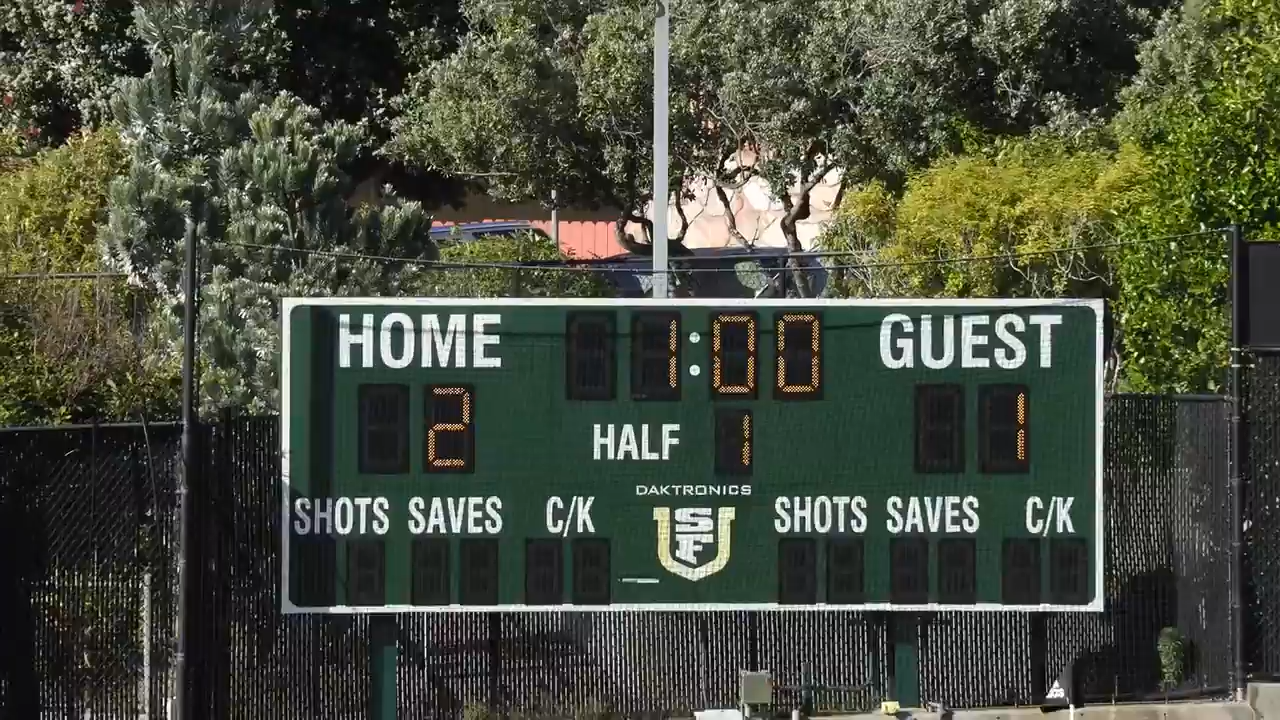 HOME 1:00 GUEST
2 HALF 1 1
DAKTRONICS
SHOTS SAVES C/K USF SHOTS SAVES C/K